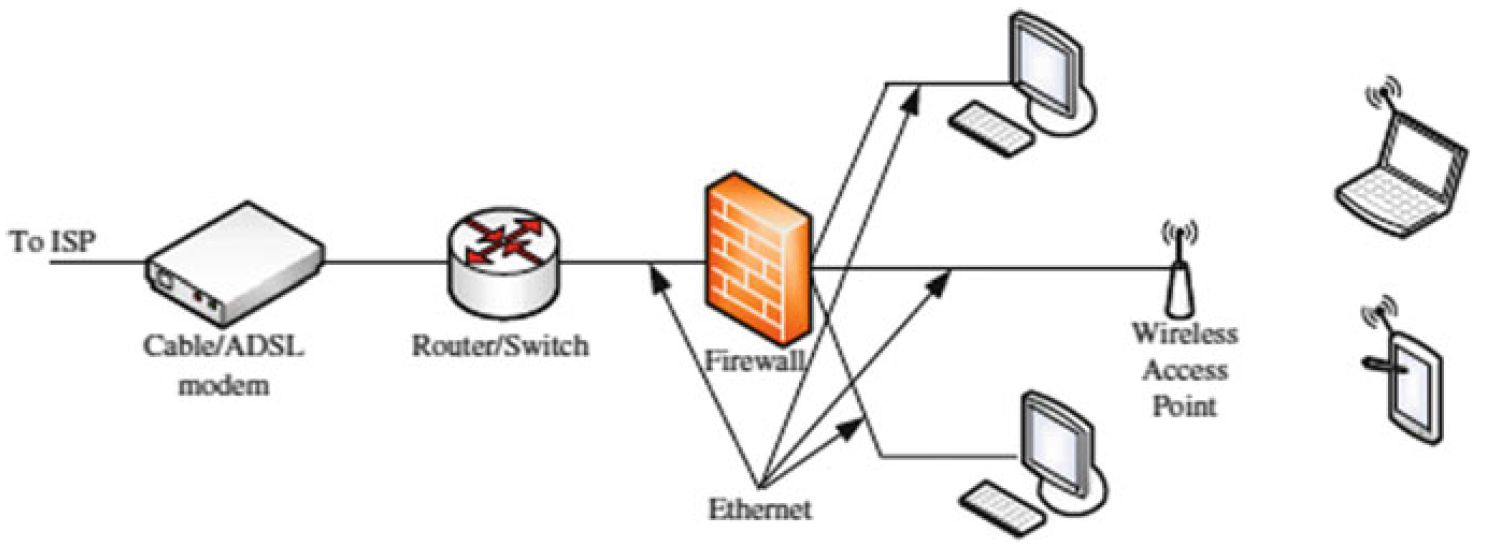 To ISP
Cable/ADSL
modem
Router/Switch
Firewall
Ethernet
Wireless
Access
Point